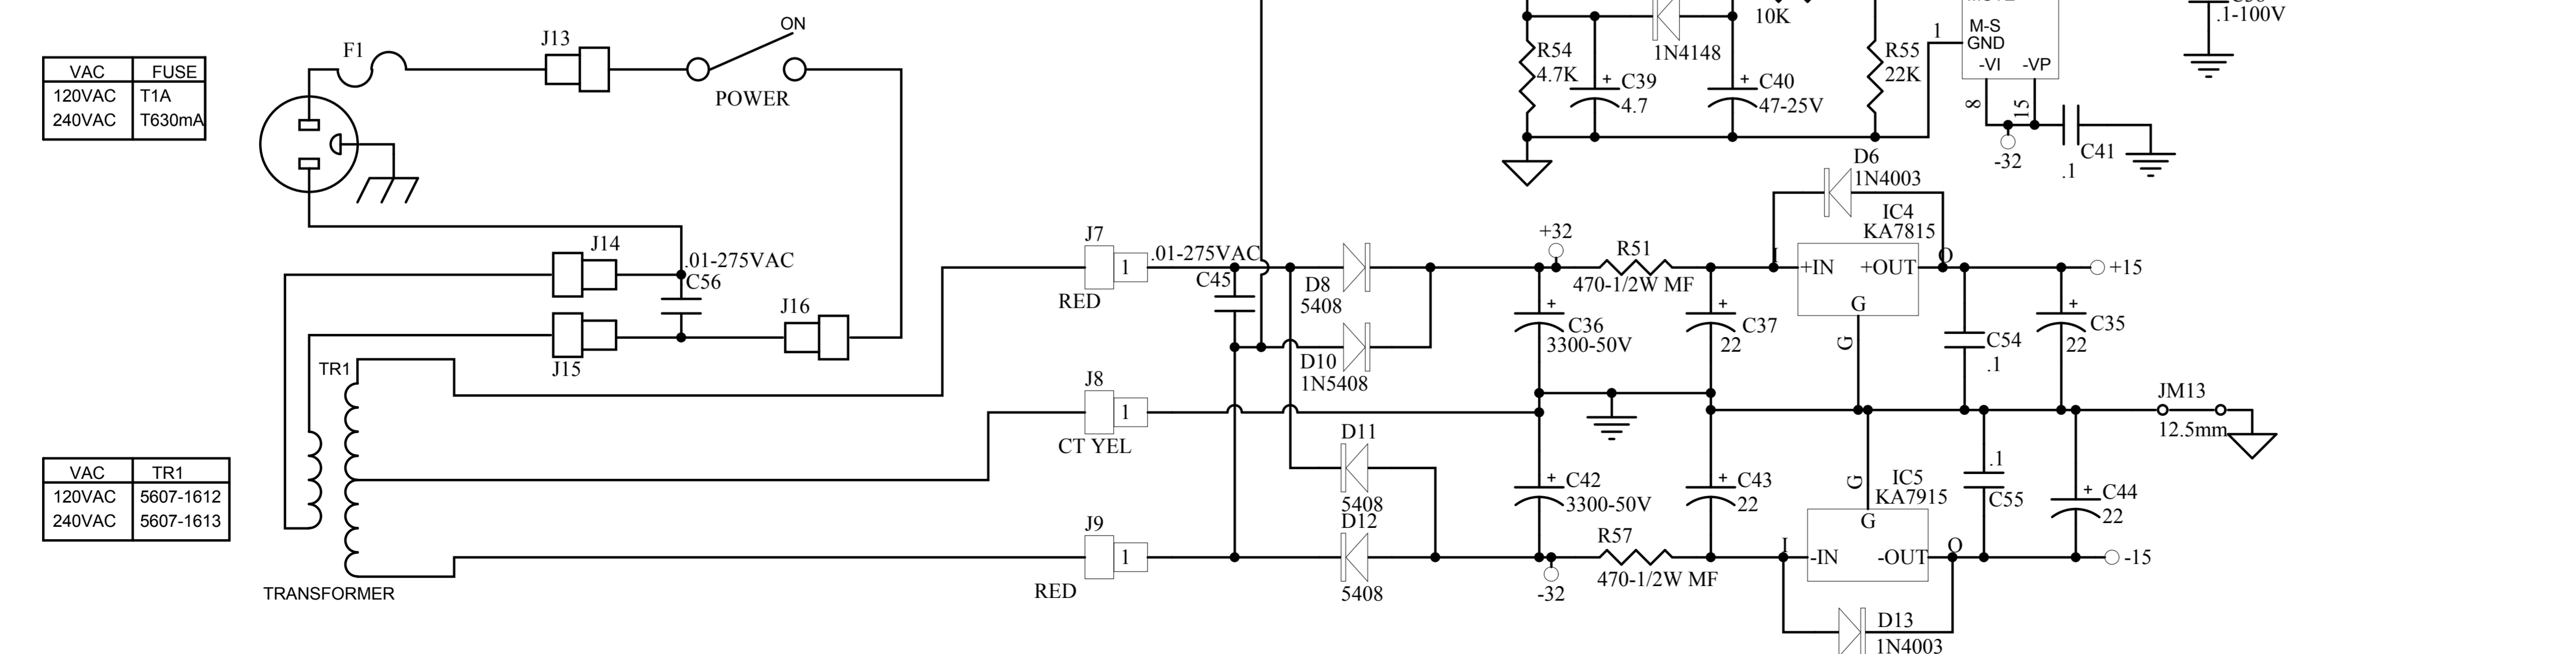 VAC FUSE
120VAC T1A
240VAC T630mA
F1
J13
ON
POWER
J14
.01-275VAC
C56
J16
J15
TR1
VAC TR1
120VAC 5607-1612
240VAC 5607-1613
TRANSFORMER
J7
1
RED
J8
1
CT YEL
J9
1
RED
.01-275VAC
C45
D8
5408
D10
1N5408
D11
5408
D12
5408
10K
1N4148
R54
4.7K
+
C39
4.7
+
C40
47-25V
R55
22K
1
M-S
GND
-VI -VP
8
15
-32
C41
.1
.1-100V
D6
1N4003
IC4
KA7815
+32
R51
470-1/2W MF
I
+IN +OUT
O
G
G
+15
+
C36
3300-50V
+
C37
22
C54
.1
+
C35
22
JM13
12.5mm
+
C42
3300-50V
+
C43
22
G
IC5
KA7915
G
.1
C55
+
C44
22
R57
470-1/2W MF
-32
I
-IN -OUT
O
-15
D13
1N4003